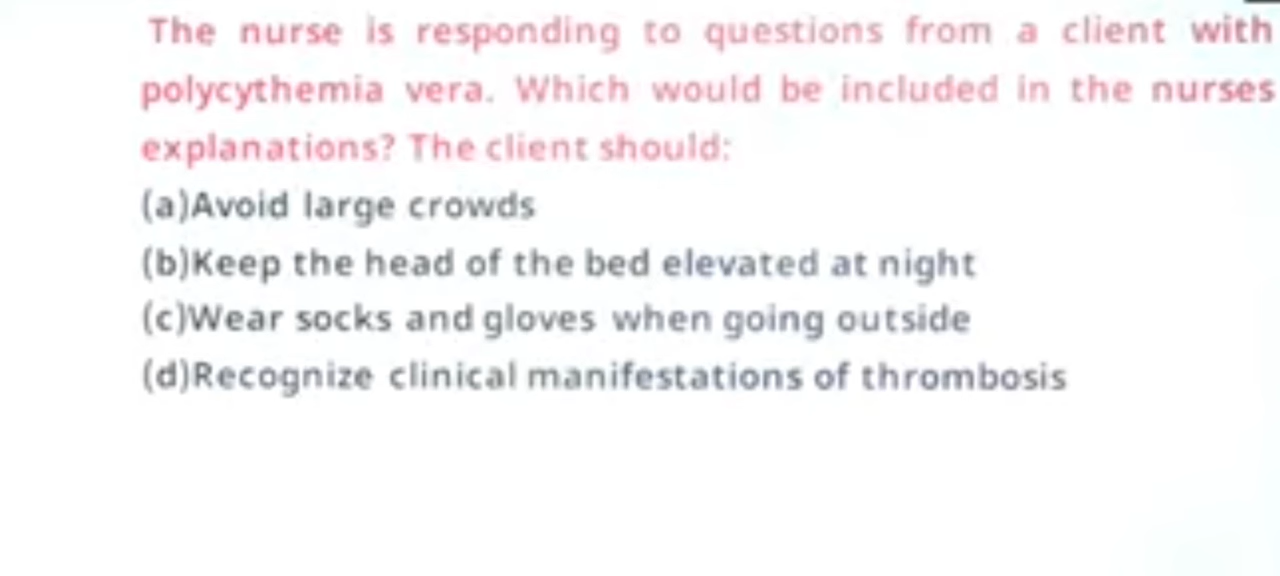 The nurse is responding to questions from a client with
polycythemia vera. Which would be included in the nurses
explanations? The client should:
(a)Avoid large crowds
(b)Keep the head of the bed elevated at night
(c)Wear socks and gloves when going outside
(d)Recognize clinical manifestations of thrombosis